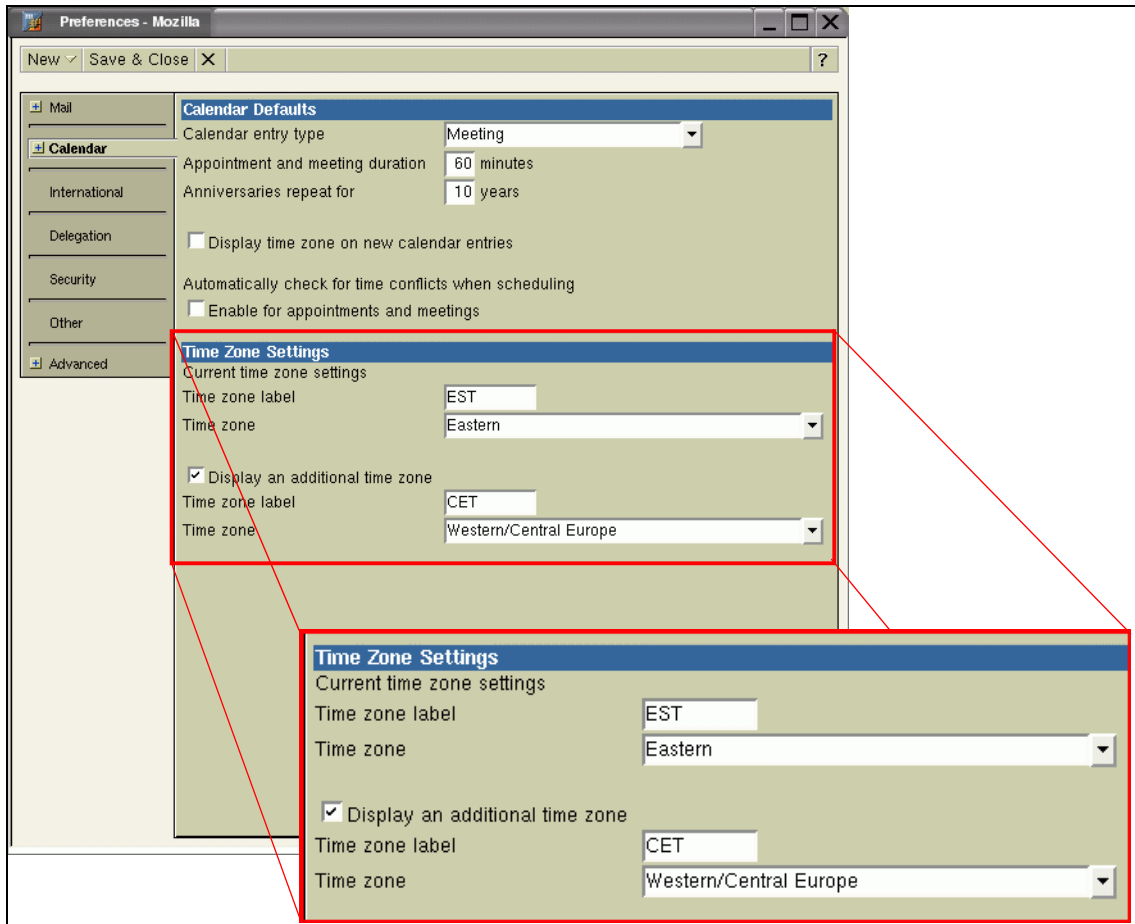 Preferences - Mozilla
New Save & Close X ?
Mail
Calendar
International
Delegation
Security
Other
Advanced
Calendar Defaults
Calendar entry type Meeting
Appointment and meeting duration 60 minutes
Anniversaries repeat for 10 years
Display time zone on new calendar entries
Automatically check for time conflicts when scheduling
Enable for appointments and meetings
Time Zone Settings
Current time zone settings
Time zone label EST
Time zone Eastern
Display an additional time zone
Time zone label CET
Time zone Western/Central Europe
Time Zone Settings
Current time zone settings
Time zone label EST
Time zone Eastern
Display an additional time zone
Time zone label CET
Time zone Western/Central Europe